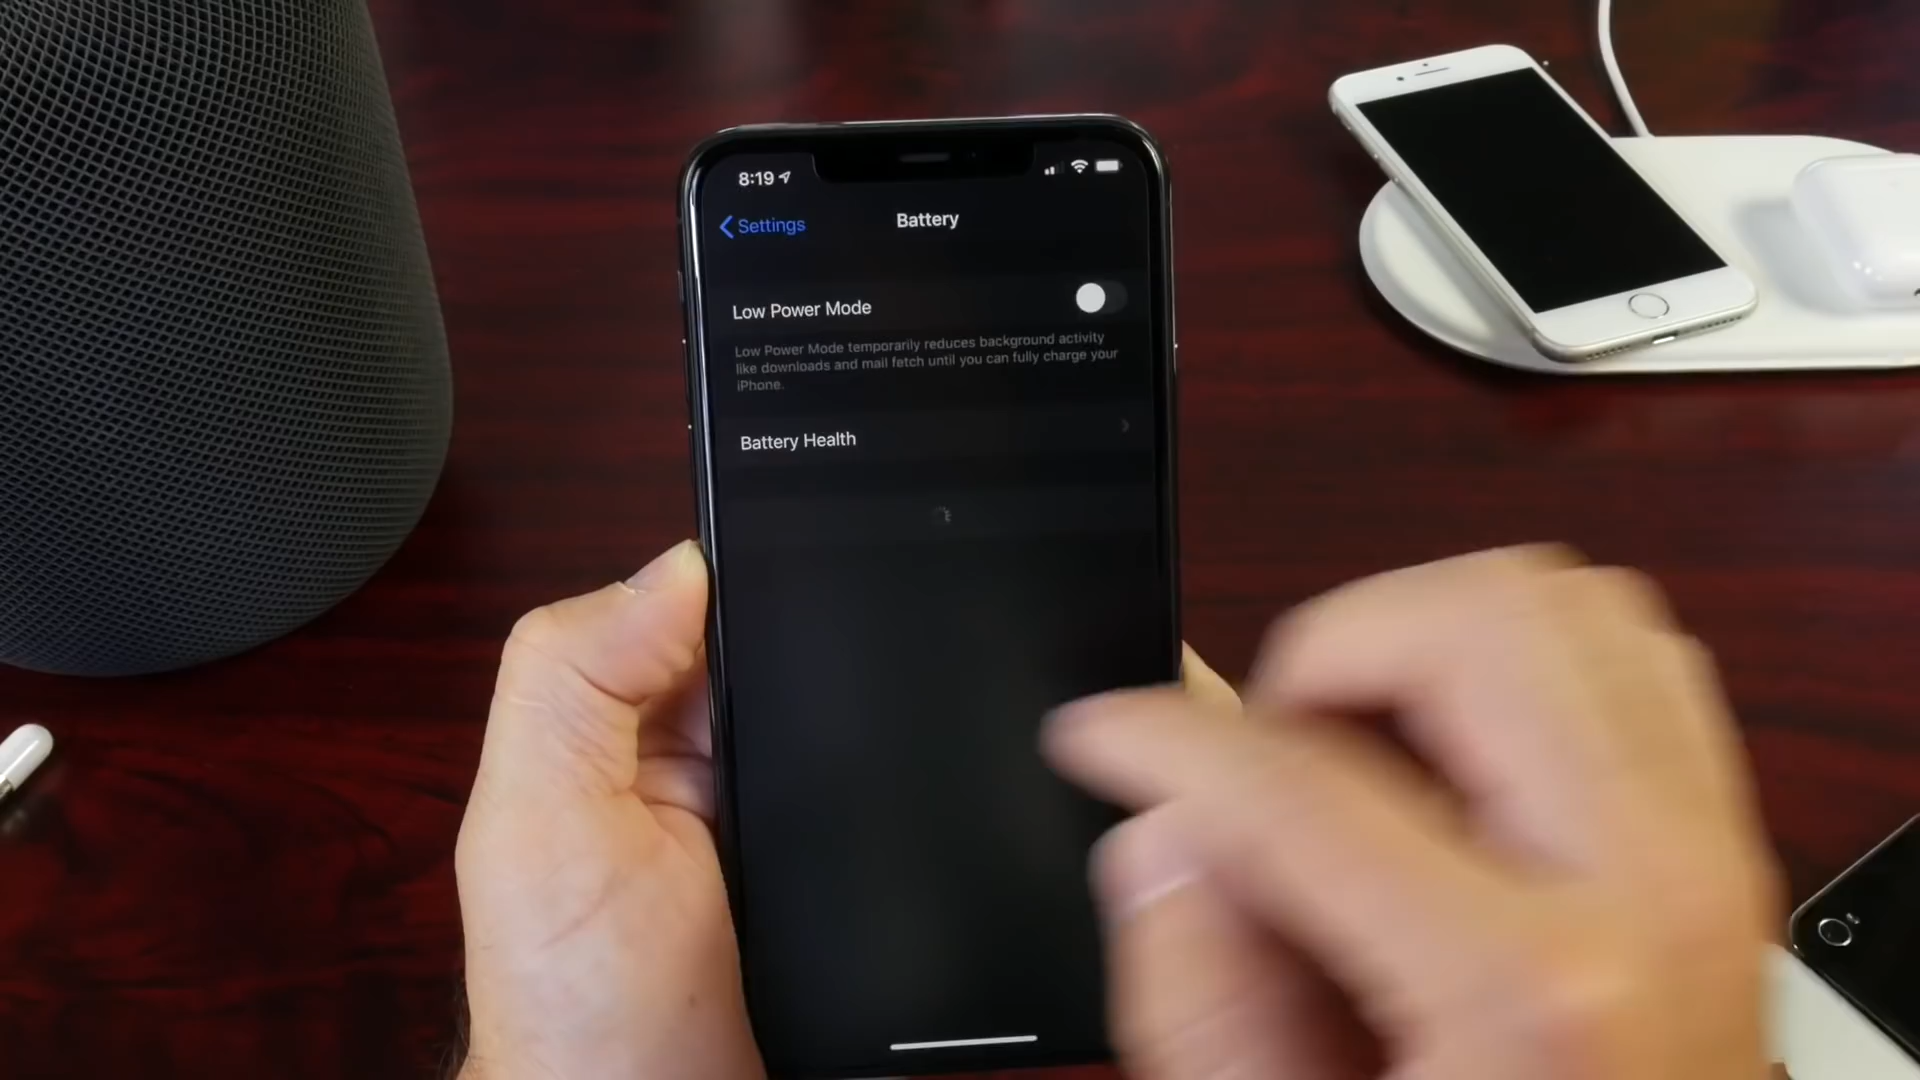 8:19
Settings
Battery
Low Power Mode
Low Power Mode temporarily reduces background activity
like downloads and mail fetch until you can fully charge your
iPhone.
Battery Health